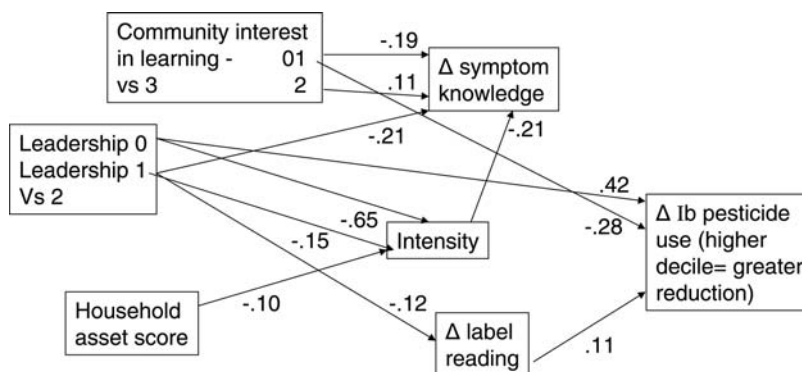 Community interest
in learning - 01
vs 3 2
-.19
.11
Δ symptom
knowledge
Leadership 0
Leadership 1
Vs 2
-.21
-.21
.42
-.28
Δ Ib pesticide
use (higher
decile= greater
reduction)
-.65
-.15
Intensity
Household
asset score
-.10
-.12
Δ label
reading
.11